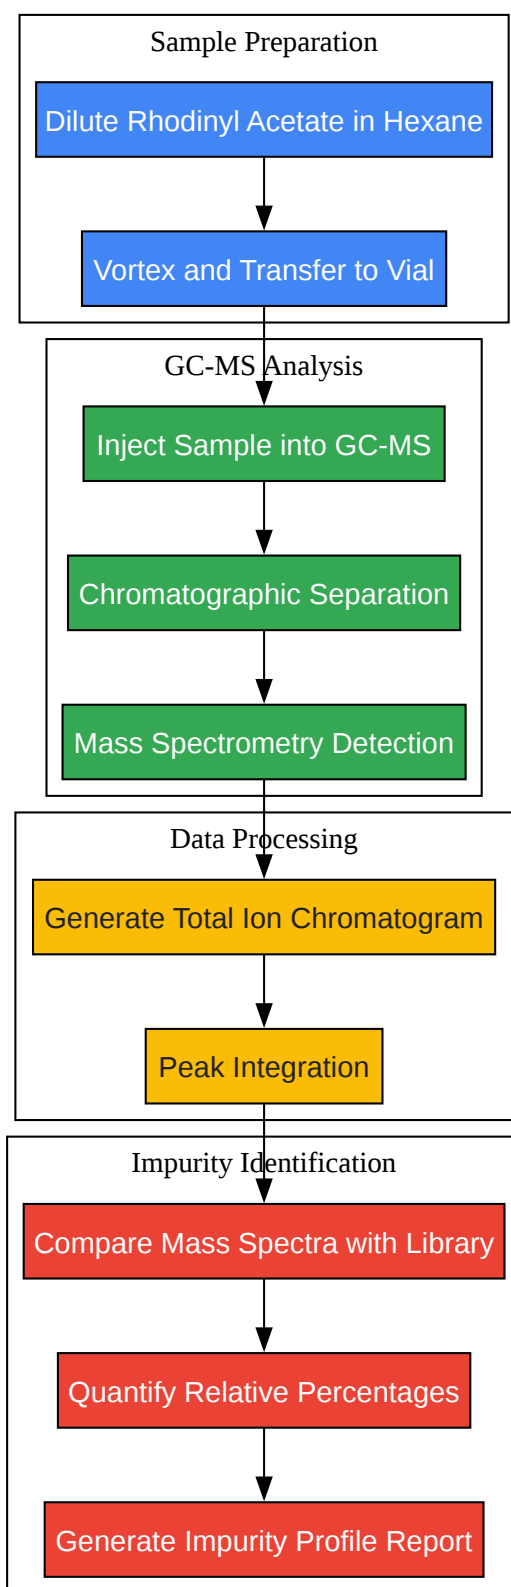 Sample Preparation
Dilute Rhodinyl Acetate in Hexane
Vortex and Transfer to Vial
GC-MS Analysis
Inject Sample into GC-MS
Chromatographic Separation
Mass Spectrometry Detection
Data Processing
Generate Total Ion Chromatogram
Peak Integration
Impurity Identification
Compare Mass Spectra with Library
Quantify Relative Percentages
Generate Impurity Profile Report